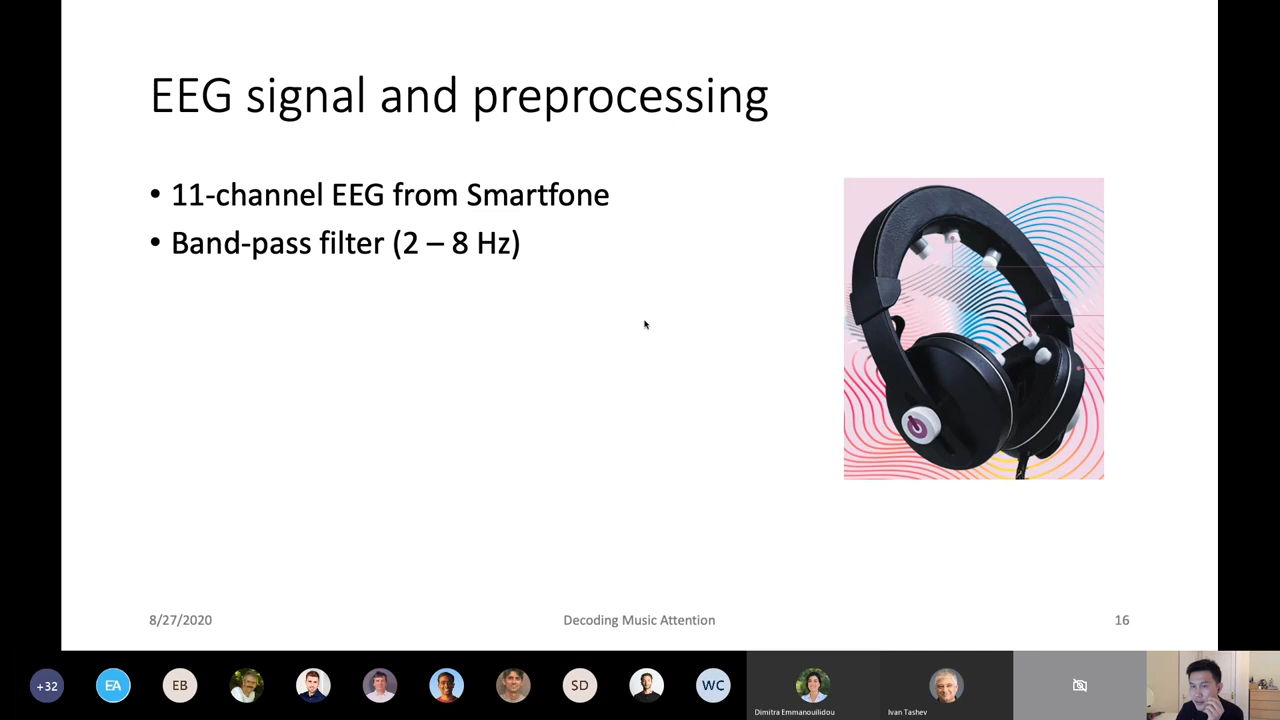 EEG signal and preprocessing
• 11-channel EEG from Smartfone
• Band-pass filter (2 – 8 Hz)
8/27/2020
Decoding Music Attention
16
+32
EA
EB
SD
WC
Dimitra Emmanouilidou
Ivan Tashev